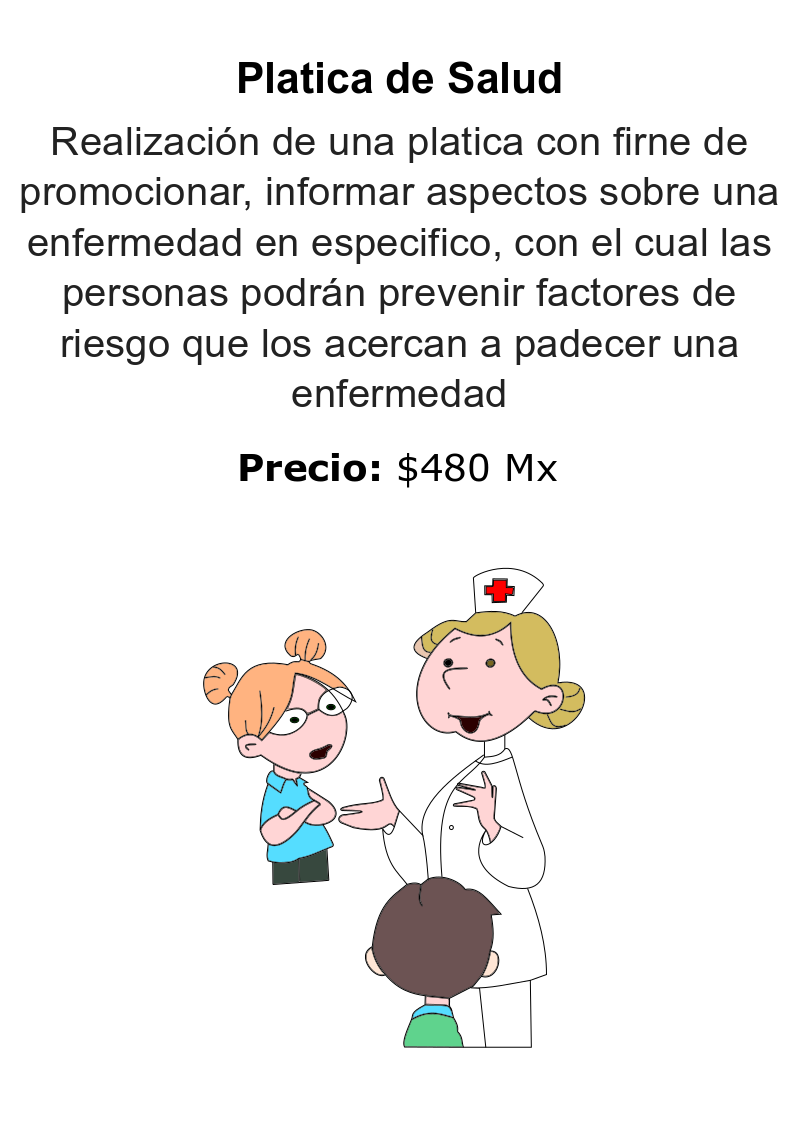 Platica de Salud
Realización de una platica con firne de
promocionar, informar aspectos sobre una
enfermedad en especifico, con el cual las
personas podrán prevenir factores de
riesgo que los acercan a padecer una
enfermedad
Precio: $480 Mx